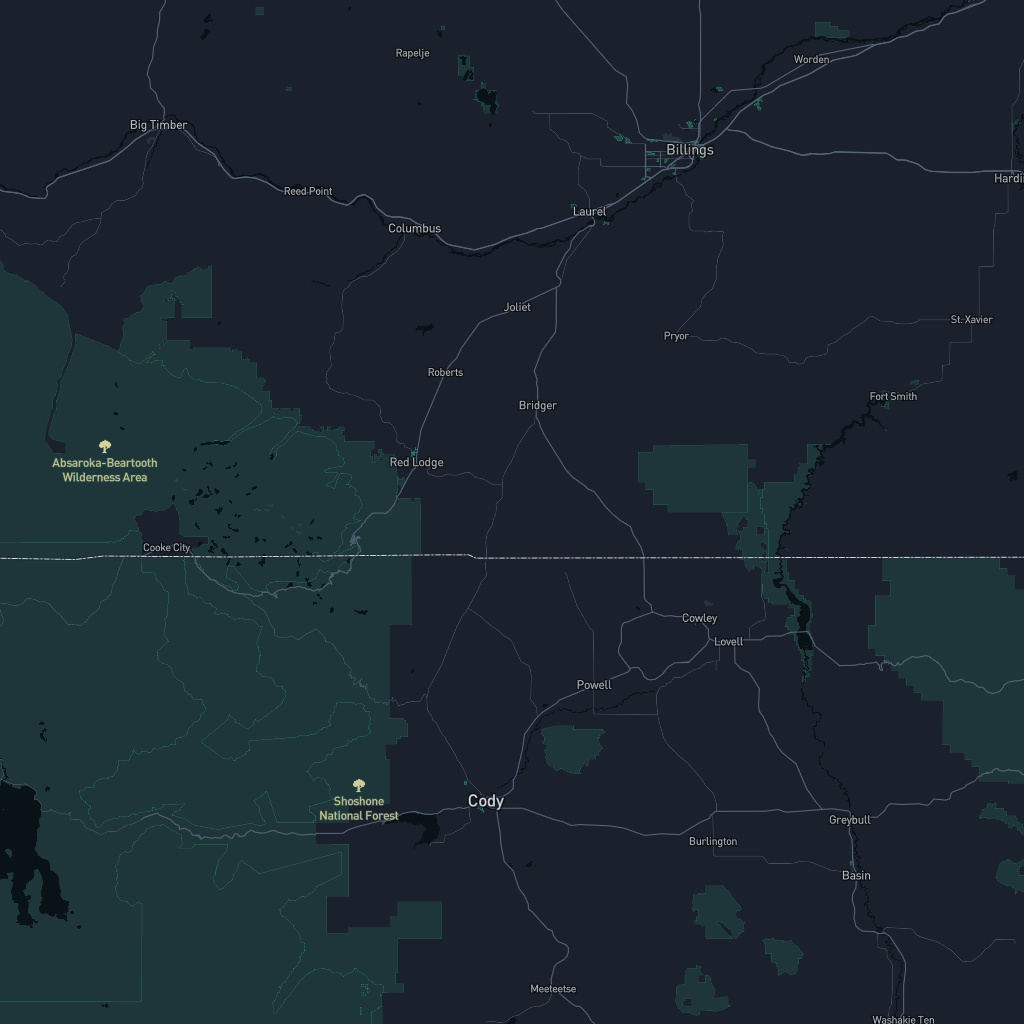 Rapelje
Worden
Big Timber
Billings
Reed Point
Laurel
Columbus
Joliet
Pryor
St. Xavier
Roberts
Bridger
Fort Smith
Absaroka-Beartooth
Wilderness Area
Red Lodge
Cooke City
Cowley
Lovell
Powell
Shoshone
National Forest
Cody
Greybull
Burlington
Basin
Meeteetse
Washakie Ten